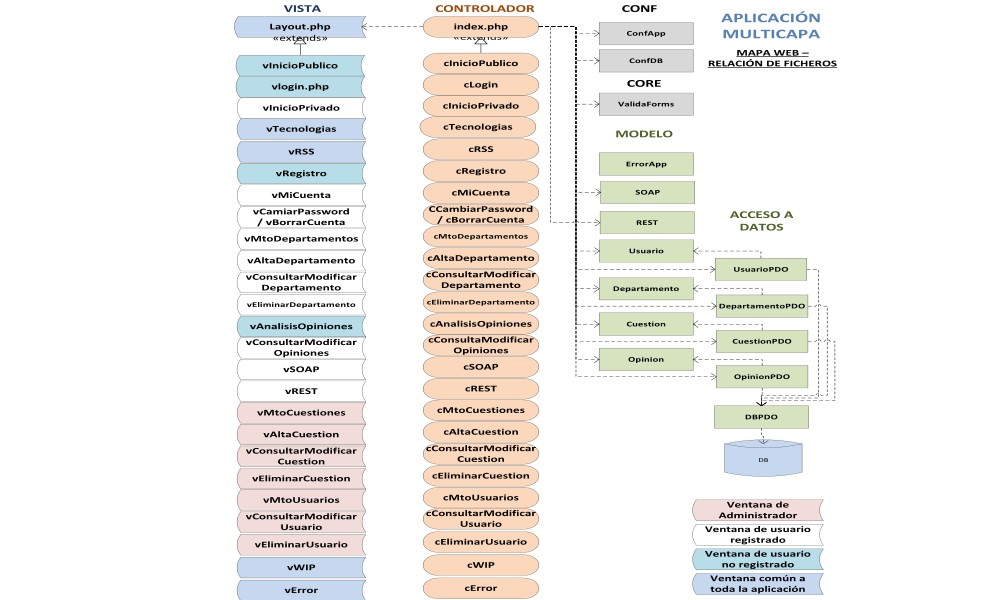 VISTA
Layout.php
«extends»
vInicioPublico
vlogin.php
vInicioPrivado
vTecnologias
vRSS
vRegistro
vMiCuenta
vCamiarPassword
/ vBorrarCuenta
vMtoDepartamentos
vAltaDepartamento
vConsultarModificar
Departamento
vEliminarDepartamento
vAnalisisOpiniones
vConsultarModificar
Opiniones
vSOAP
vREST
vMtoCuestiones
vAltaCuestion
vConsultarModificar
Cuestion
vEliminarCuestion
vMtoUsuarios
vConsultarModificar
Usuario
vEliminarUsuario
vWIP
vError
CONTROLADOR
index.php
«extends»
cInicioPublico
cLogin
cInicioPrivado
cTecnologias
cRSS
cRegistro
cMiCuenta
CCambiarPassword
/ cBorrarCuenta
cMtoDepartamentos
cAltaDepartamento
cConsultarModificar
Departamento
cEliminarDepartamento
cAnalisisOpiniones
cConsultaModificar
Opiniones
cSOAP
cREST
cMtoCuestiones
cAltaCuestion
cConsultarModificar
Cuestion
cEliminarCuestion
cMtoUsuarios
cConsultarModificar
Usuario
cEliminarUsuario
cWIP
cError
CONF
ConfApp
ConfDB
CORE
ValidaForms
MODELO
ErrorApp
SOAP
REST
Usuario
Departamento
Cuestion
Opinion
APLICACIÓN
MULTICAPA
MAPA WEB –
RELACIÓN DE FICHEROS
ACCESO A
DATOS
UsuarioPDO
DepartamentoPDO
CuestionPDO
OpinionPDO
DBPDO
DB
Ventana de
Administrador
Ventana de usuario
registrado
Ventana de usuario
no registrado
Ventana común a
toda la aplicación